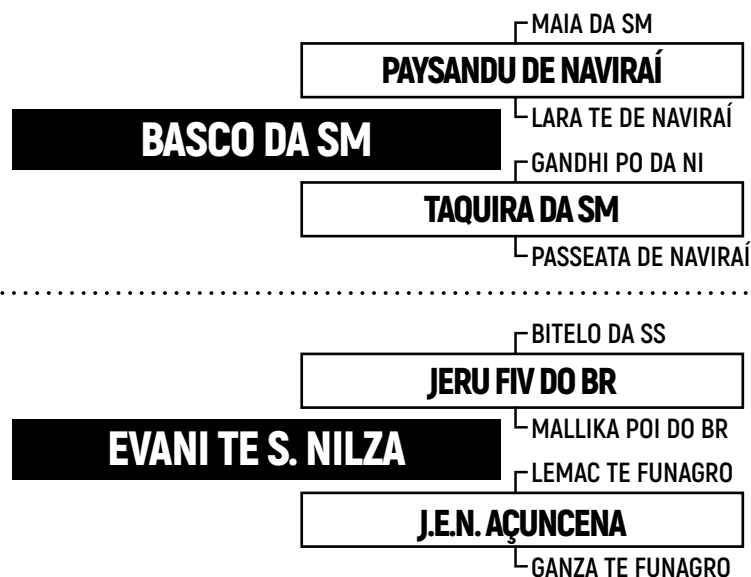 MAIA DA SM
PAYSANDU DE NAVIRAÍ
LARA TE DE NAVIRAÍ
BASCO DA SM
GANDHI PO DA NI
TAQUIRA DA SM
PASSEATA DE NAVIRAÍ
BITELO DA SS
JERU FIV DO BR
MALLIKA POI DO BR
EVANI TE S. NILZA
LEMAC TE FUNAGRO
J.E.N. AÇUNCENA
GANZA TE FUNAGRO